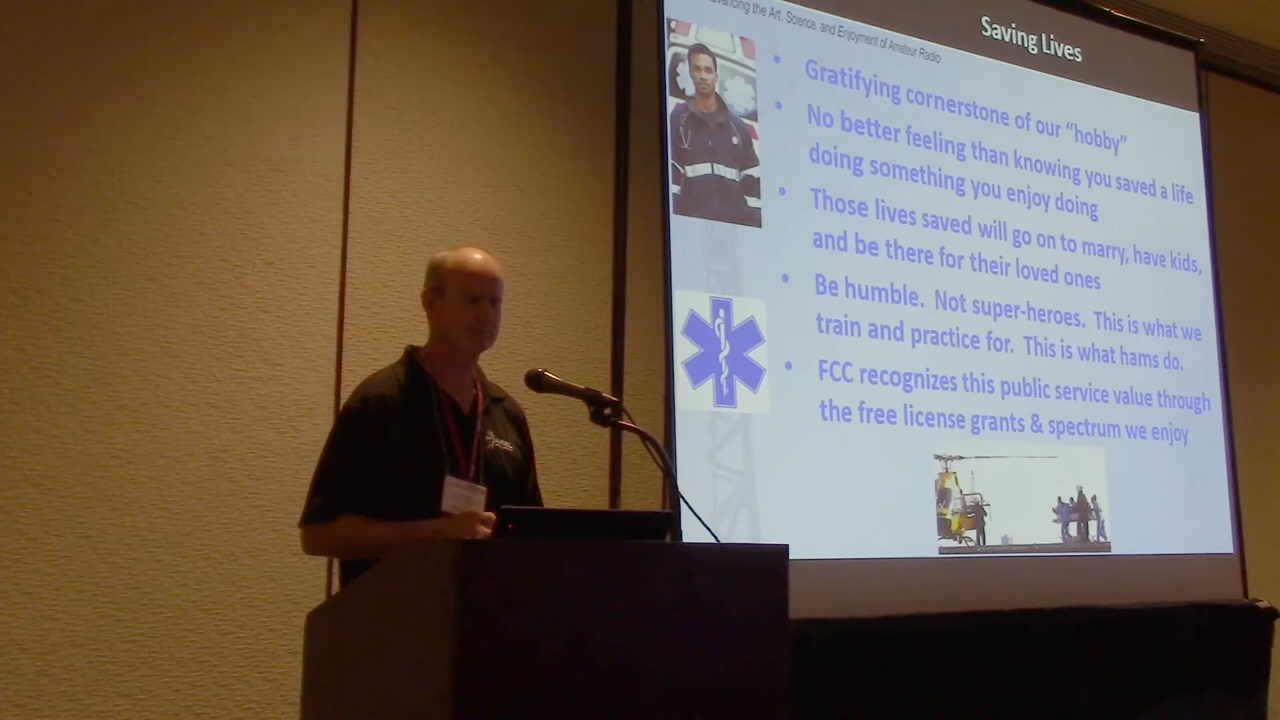 Advancing the Art, Science, and Enjoyment of Amateur Radio
Saving Lives
• Gratifying cornerstone of our “hobby”
• No better feeling than knowing you saved a life
doing something you enjoy doing
• Those lives saved will go on to marry, have kids,
and be there for their loved ones
• Be humble. Not super-heroes. This is what we
train and practice for. This is what hams do.
• FCC recognizes this public service value through
the free license grants & spectrum we enjoy